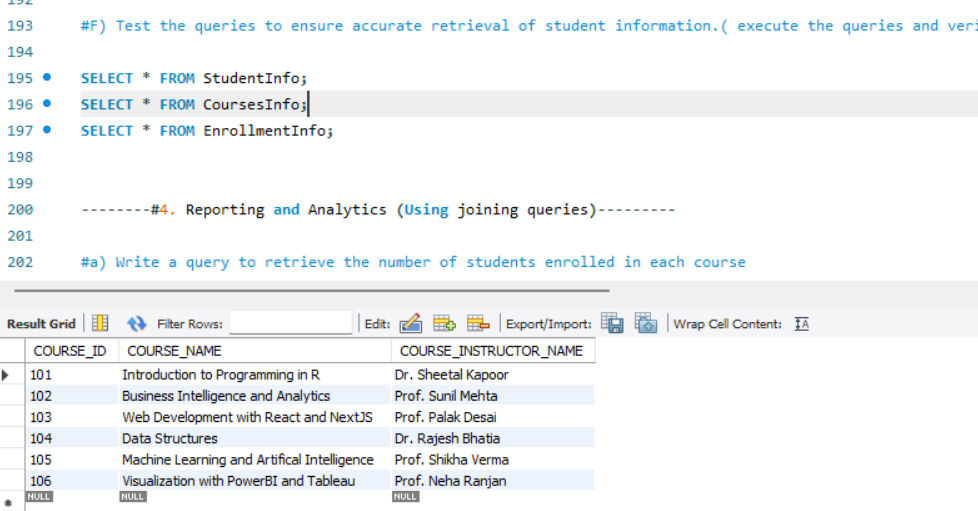 192
193 #F) Test the queries to ensure accurate retrieval of student information.( execute the queries and veri
194
195 SELECT * FROM StudentInfo;
196 SELECT * FROM CoursesInfo;
197 SELECT * FROM EnrollmentInfo;
198
199
200 --------#4. Reporting and Analytics (Using joining queries)---------
201
202 #a) Write a query to retrieve the number of students enrolled in each course
Result Grid Filter Rows: Edit: Export/Import: Wrap Cell Content: IA
COURSE_ID COURSE_NAME COURSE_INSTRUCTOR_NAME
101 Introduction to Programming in R Dr. Sheetal Kapoor
102 Business Intelligence and Analytics Prof. Sunil Mehta
103 Web Development with React and NextJS Prof. Palak Desai
104 Data Structures Dr. Rajesh Bhatia
105 Machine Learning and Artifical Intelligence Prof. Shikha Verma
106 Visualization with PowerBI and Tableau Prof. Neha Ranjan
NULL NULL NULL